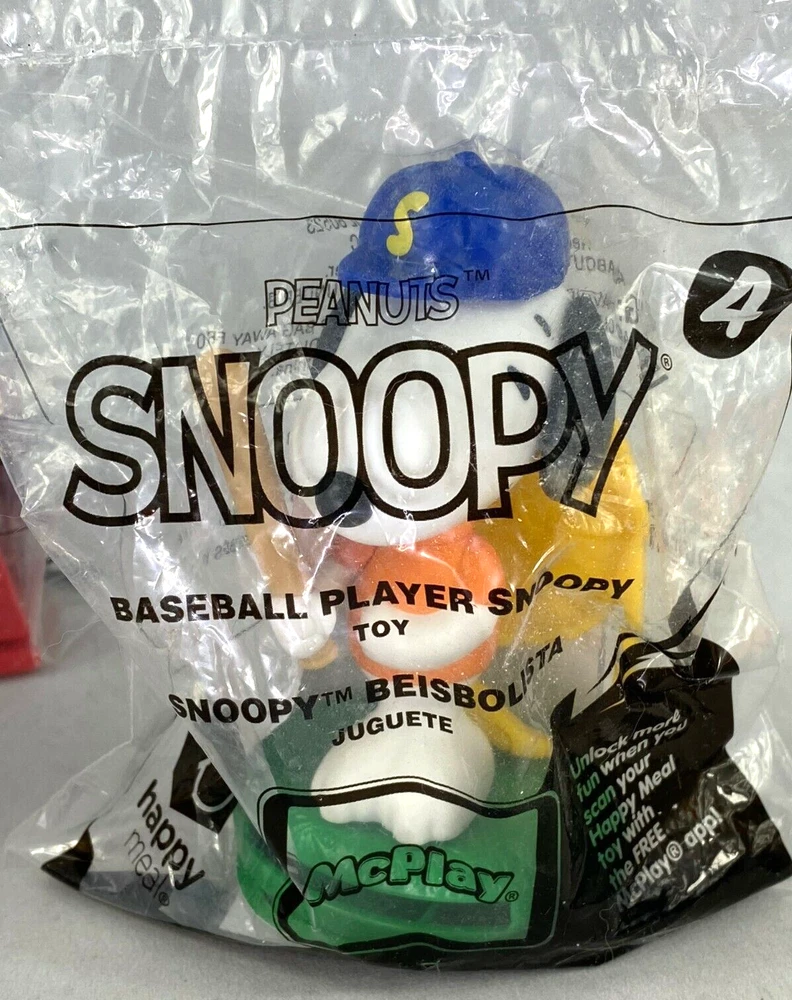 S
PEANUTS™
4
SNOOPY®
BASEBALL PLAYER SNOOPY
TOY
SNOOPY™ BEISBOLISTA
JUGUETE
happy
meal®
McPlay®
Unlock more
fun when you
scan your
Happy Meal
toy with
the FREE
McPlay® app!